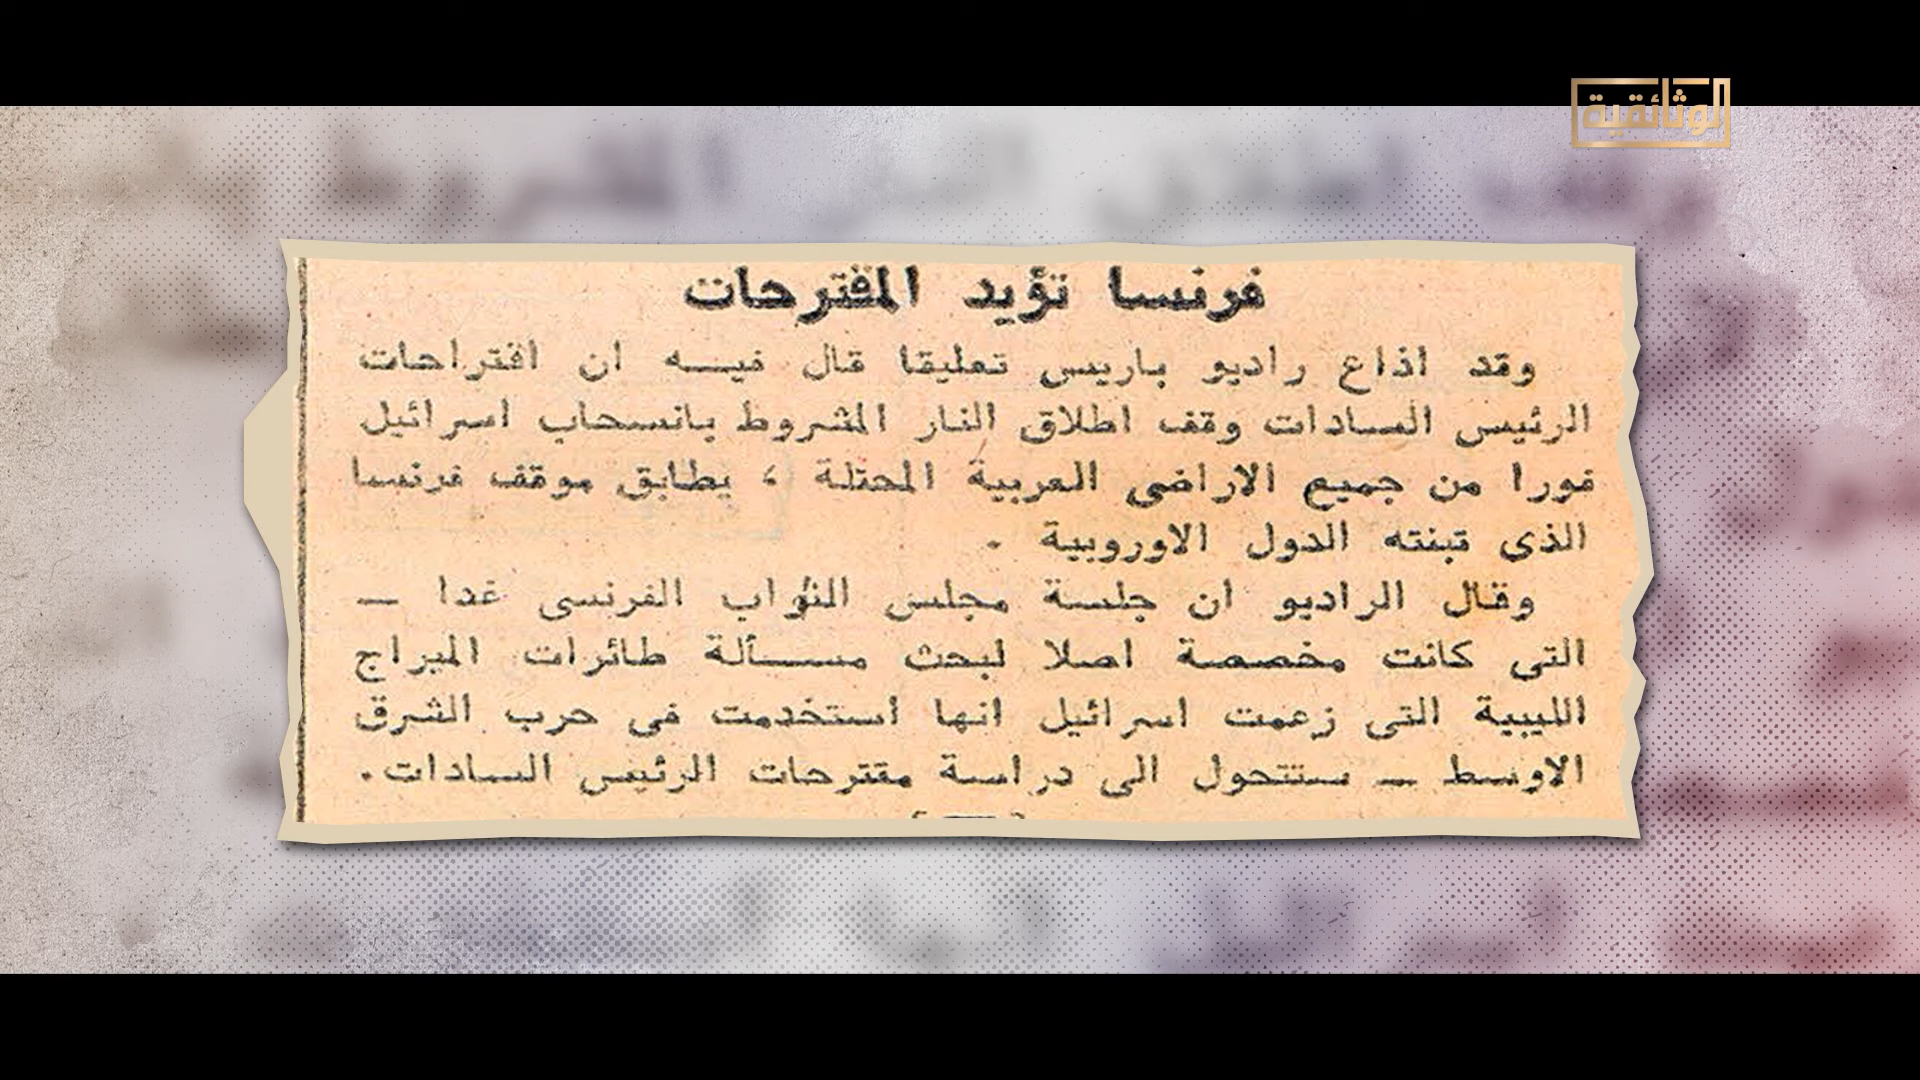 الوثائقية
فرنسا تؤيد المقترحات
وقد اذاع راديو باريس تعليقا قال فيـــه ان اقتراحات
الرئيس السادات وقف اطلاق النار المشروط بانسحاب اسرائيل
فورا من جميع الاراضى العربية المحتلة ، يطابق موقف فرنسا
الذى تبنته الدول الاوروبية .
وقال الراديو ان جلسة مجلس النواب الفرنسى غدا —
التى كانت مخصصة اصلا لبحث مســـألة طائرات الميراج
الليبية التى زعمت اسرائيل انها استخدمت فى حرب الشرق
الاوسط — ستتحول الى دراسة مقترحات الرئيس السادات.